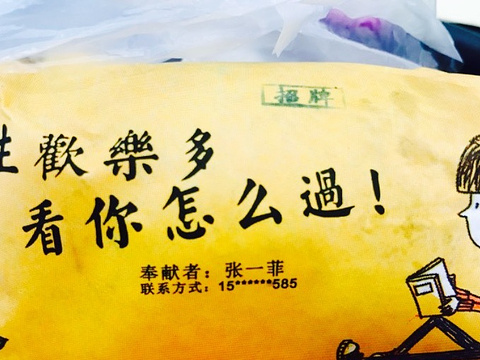 招牌
生歡樂多
看你怎么過!
奉献者：张一菲
联系方式：15******585